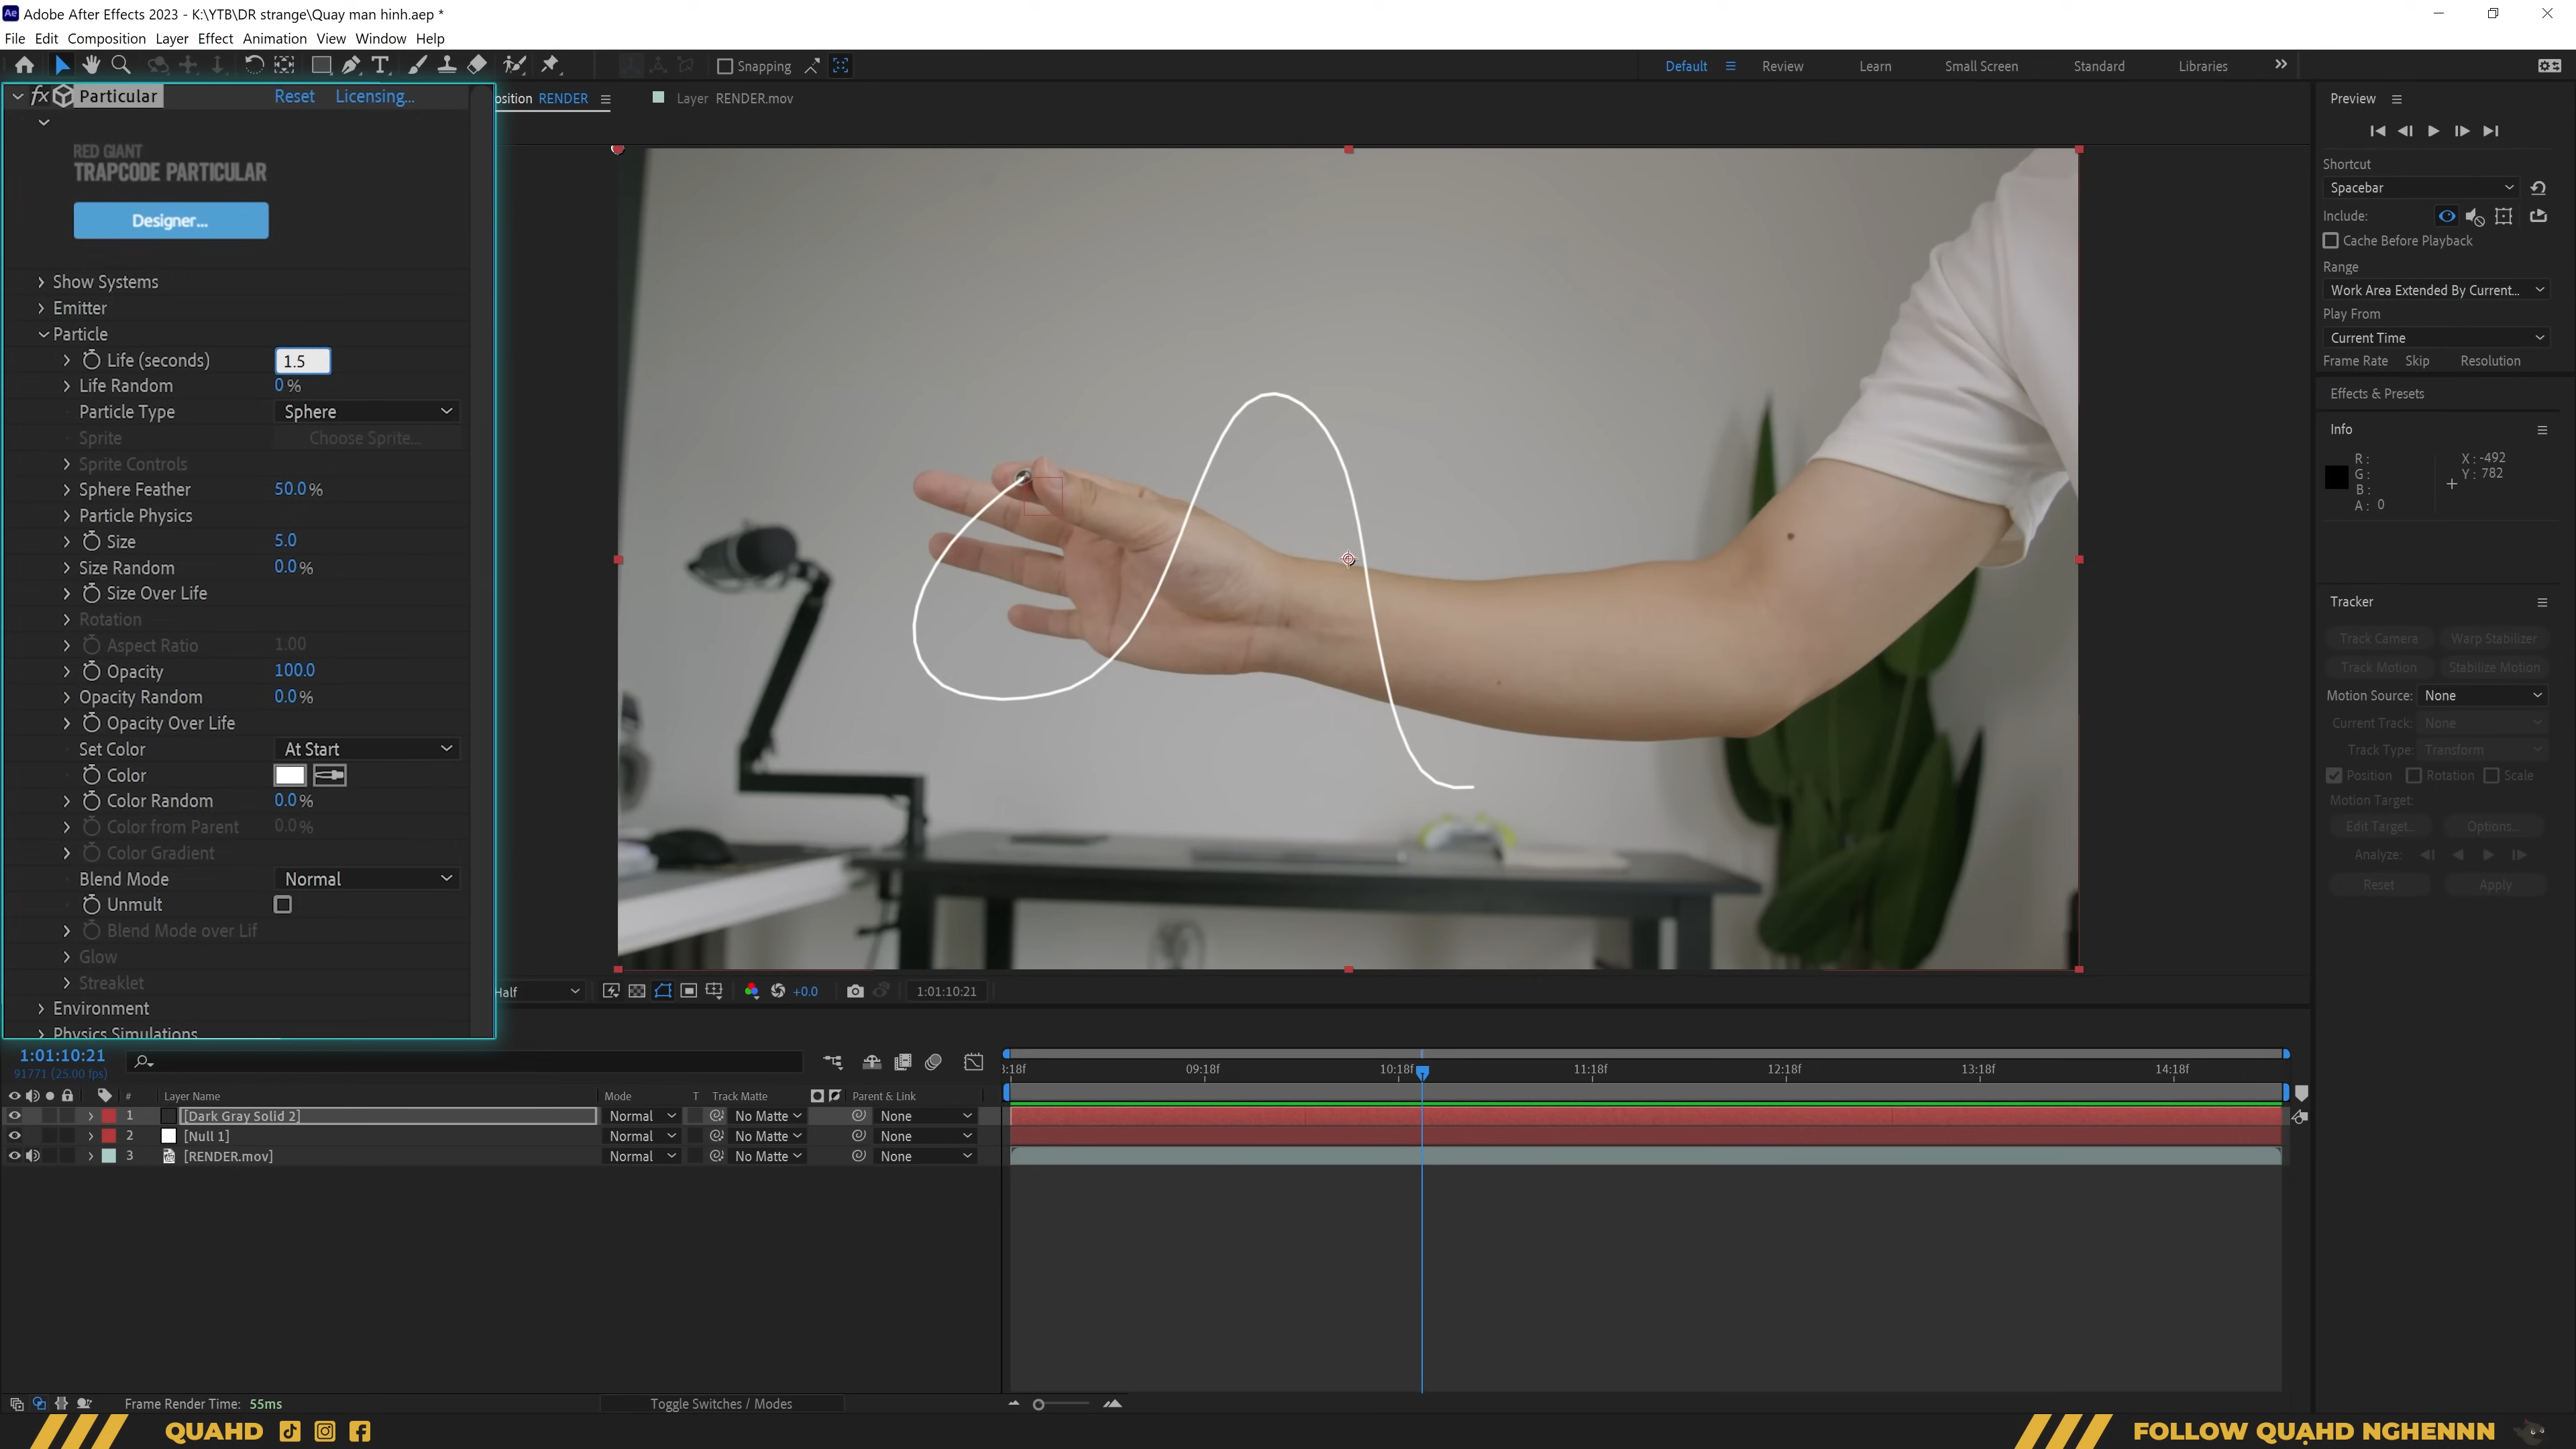 Adobe After Effects 2023 - K:\YTB\DR strange\Quay man hinh.aep *
File Edit Composition Layer Effect Animation View Window Help
Snapping
Default Review Learn Small Screen Standard Libraries
fx Particular Reset Licensing...
RED GIANT
TRAPCODE PARTICULAR
Designer...
Show Systems
Emitter
Particle
Life (seconds) 1.5
Life Random 0 %
Particle Type Sphere
Sprite Choose Sprite...
Sprite Controls
Sphere Feather 50.0 %
Particle Physics
Size 5.0
Size Random 0.0 %
Size Over Life
Rotation
Aspect Ratio 1.00
Opacity 100.0
Opacity Random 0.0 %
Opacity Over Life
Set Color At Start
Color
Color Random 0.0 %
Color from Parent 0.0 %
Color Gradient
Blend Mode Normal
Unmult
Blend Mode over Lif
Glow
Streaklet
Environment
Physics Simulations
osition RENDER
Layer RENDER.mov
Half +0.0 1:01:10:21
Preview
Shortcut
Spacebar
Include:
Cache Before Playback
Range
Work Area Extended By Current...
Play From
Current Time
Frame Rate Skip Resolution
Effects & Presets
Info
R: X: -492
G: Y: 782
B:
A: 0
Tracker
Track Camera Warp Stabilizer
Track Motion Stabilize Motion
Motion Source: None
Current Track: None
Track Type: Transform
Position Rotation Scale
Motion Target:
Edit Target... Options...
Analyze:
Reset Apply
1:01:10:21
91771 (25.00 fps)
# Layer Name Mode T Track Matte Parent & Link
1 [Dark Gray Solid 2] Normal No Matte None
2 [Null 1] Normal No Matte None
3 [RENDER.mov] Normal No Matte None
3:18f 09:18f 10:18f 11:18f 12:18f 13:18f 14:18f
Frame Render Time: 55ms
Toggle Switches / Modes
QUAHD
FOLLOW QUẠHD NGHENNN